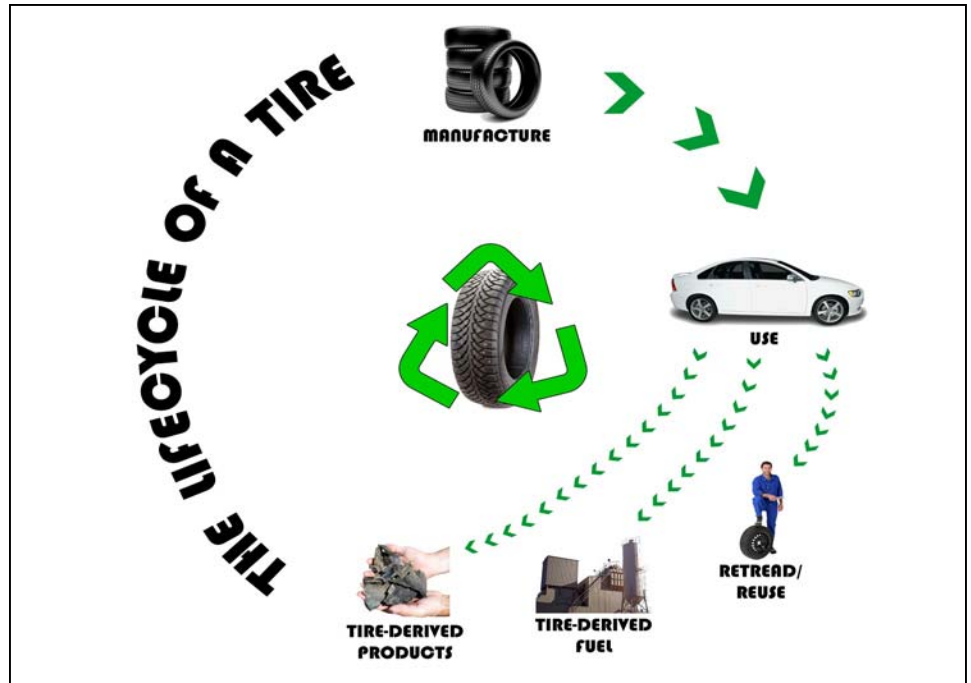 THE LIFECYCLE OF A TIRE
MANUFACTURE
USE
RETREAD/
REUSE
TIRE-DERIVED
FUEL
TIRE-DERIVED
PRODUCTS